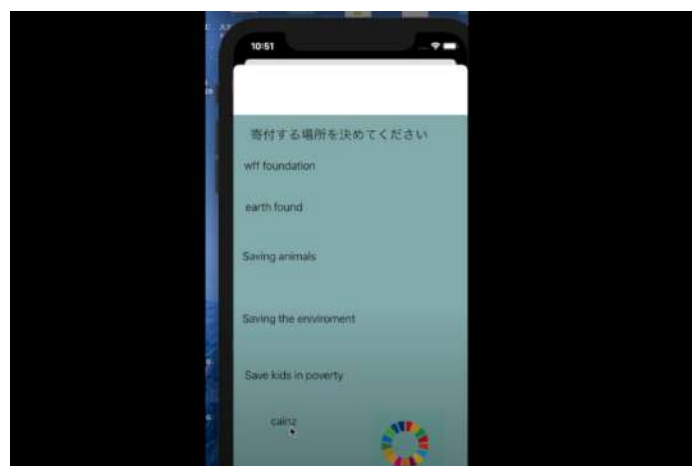 10:51
寄付する場所を決めてください
wff foundation
earth found
Saving animals
Saving the enviroment
Save kids in poverty
cainz